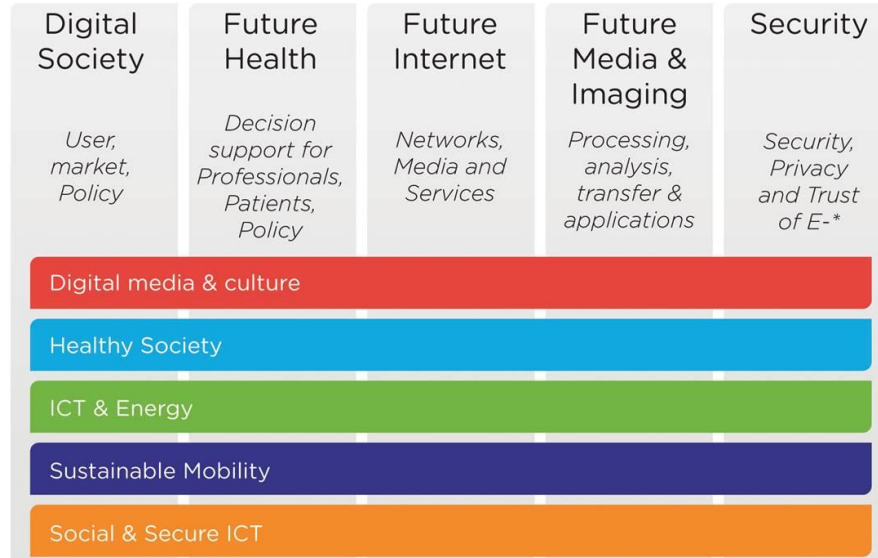 Digital
Society
User,
market,
Policy
Future
Health
Decision
support for
Professionals,
Patients,
Policy
Future
Internet
Networks,
Media and
Services
Future
Media &
Imaging
Processing,
analysis,
transfer &
applications
Security
Security,
Privacy
and Trust
of E-*
Digital media & culture
Healthy Society
ICT & Energy
Sustainable Mobility
Social & Secure ICT